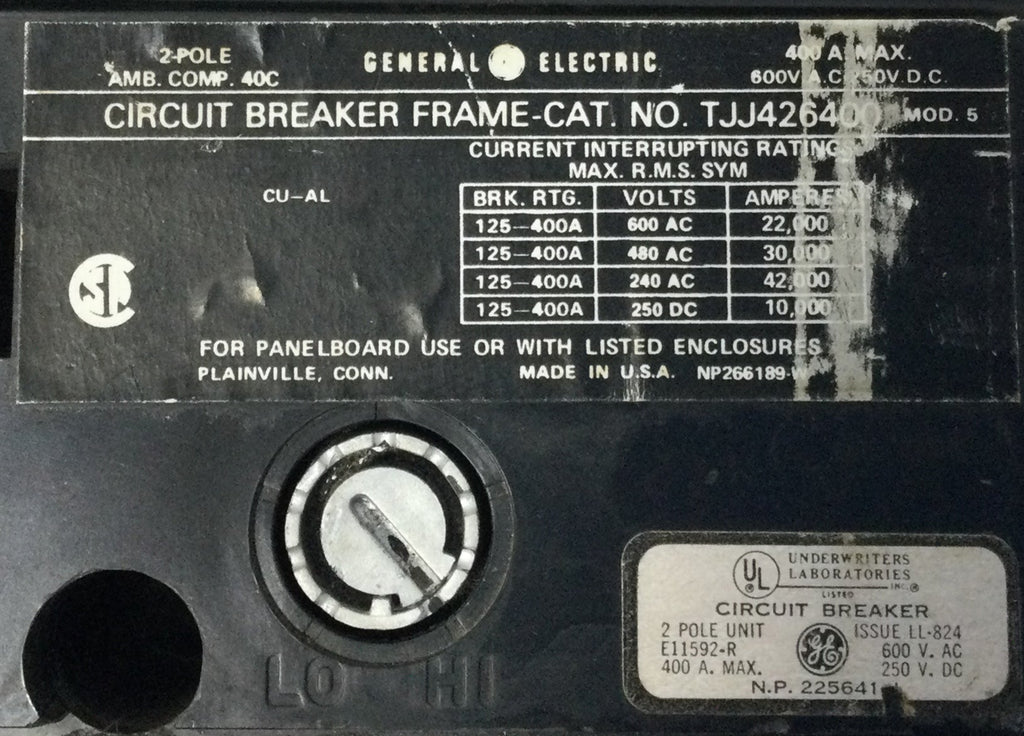 2-POLE
AMB. COMP. 40C
GENERAL ELECTRIC
400 A MAX.
600V A.C. 250V D.C.
CIRCUIT BREAKER FRAME-CAT. NO. TJJ426400 MOD. 5
CURRENT INTERRUPTING RATINGS
MAX. R.M.S. SYM
CU-AL
BRK. RTG. VOLTS AMPERES
125-400A 600 AC 22,000
125-400A 480 AC 30,000
125-400A 240 AC 42,000
125-400A 250 DC 10,000
FOR PANELBOARD USE OR WITH LISTED ENCLOSURES
PLAINVILLE, CONN. MADE IN U.S.A. NP266189-W
LO HI
UL
UNDERWRITERS
LABORATORIES
INC.®
LISTED
CIRCUIT BREAKER
2 POLE UNIT
E11592-R
400 A. MAX.
GE
ISSUE LL-824
600 V. AC
250 V. DC
N.P. 225641